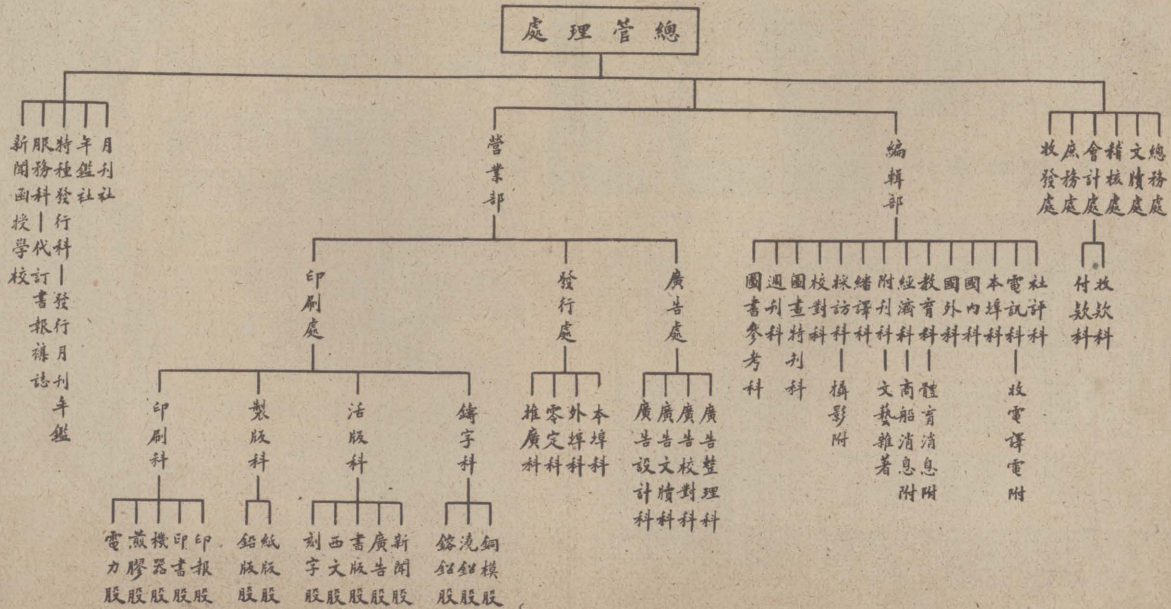 總管理處
總務處
文牘處
稽核處
會計處
庶務處
收發處
收欵科
付欵科
編輯部
社評科
電訊科
收電譯電附
本埠科
國內科
國外科
教育科
體育消息附
經濟科
商船消息附
附刊科
文藝雜著
繙譯科
採訪科
攝影附
校對科
圖畫特刊科
週刊科
圖書參考科
營業部
廣告處
廣告整理科
廣告校對科
廣告文牘科
廣告設計科
發行處
本埠科
外埠科
零定科
推廣科
印刷處
鑄字科
銅模股
澆鉛股
鎔鉛股
活版科
新聞股
廣告股
書版股
西文股
刻字股
製版科
紙版股
鉛版股
印刷科
印報股
印書股
機器股
煎膠股
電力股
月刊社
年鑑社
特種發行科—發行月刊年鑑
服務科—代訂書報襍誌
新聞函授學校